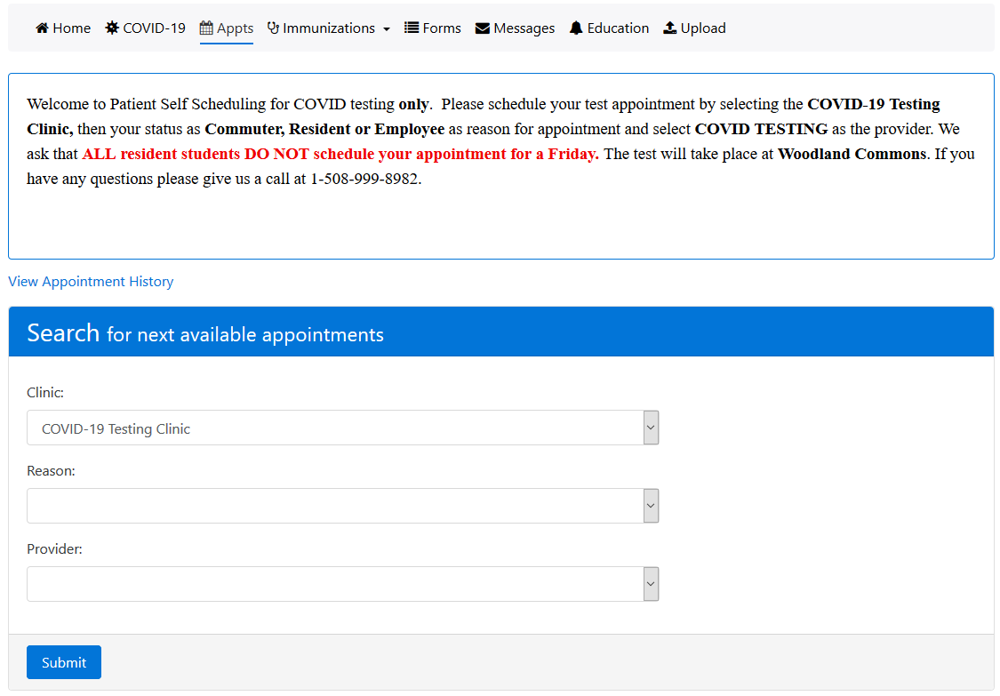 Home COVID-19 Appts Immunizations Forms Messages Education Upload
Welcome to Patient Self Scheduling for COVID testing only.  Please schedule your test appointment by selecting the COVID-19 Testing
Clinic, then your status as Commuter, Resident or Employee as reason for appointment and select COVID TESTING as the provider. We
ask that ALL resident students DO NOT schedule your appointment for a Friday. The test will take place at Woodland Commons. If you
have any questions please give us a call at 1-508-999-8982.
View Appointment History
Search for next available appointments
Clinic:
COVID-19 Testing Clinic
Reason:
Provider:
Submit